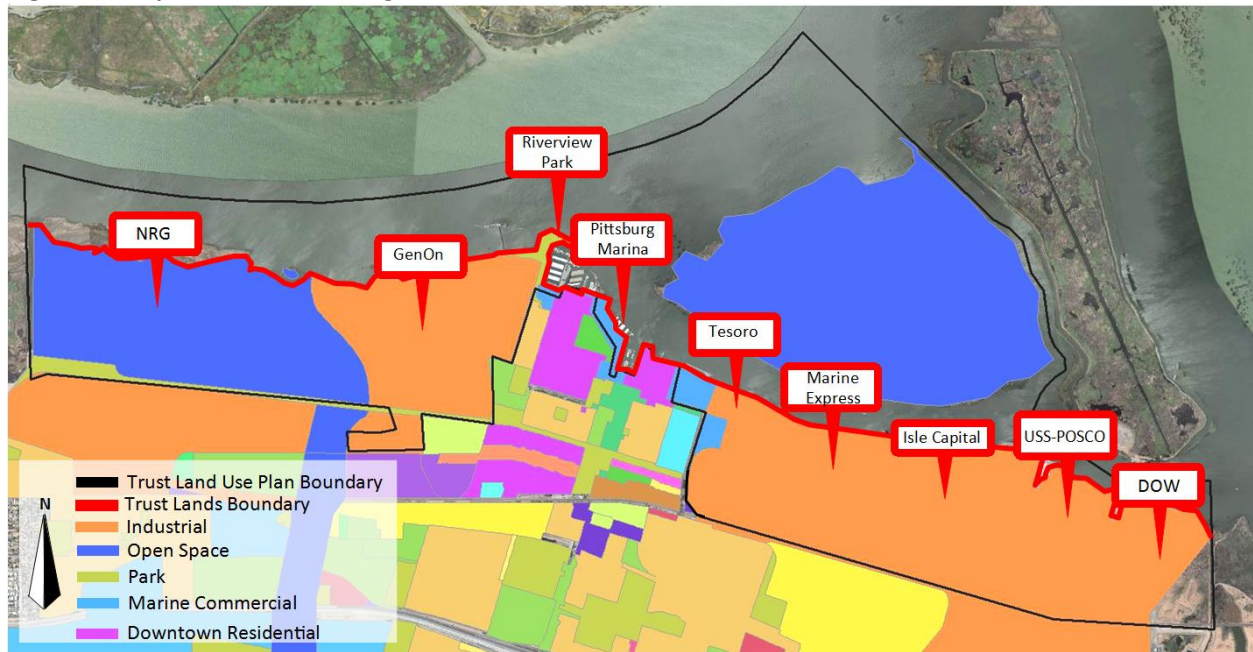 Riverview
Park
NRG
GenOn
Pittsburg
Marina
Tesoro
Marine
Express
Isle Capital
USS-POSCO
DOW
N
Trust Land Use Plan Boundary
Trust Lands Boundary
Industrial
Open Space
Park
Marine Commercial
Downtown Residential